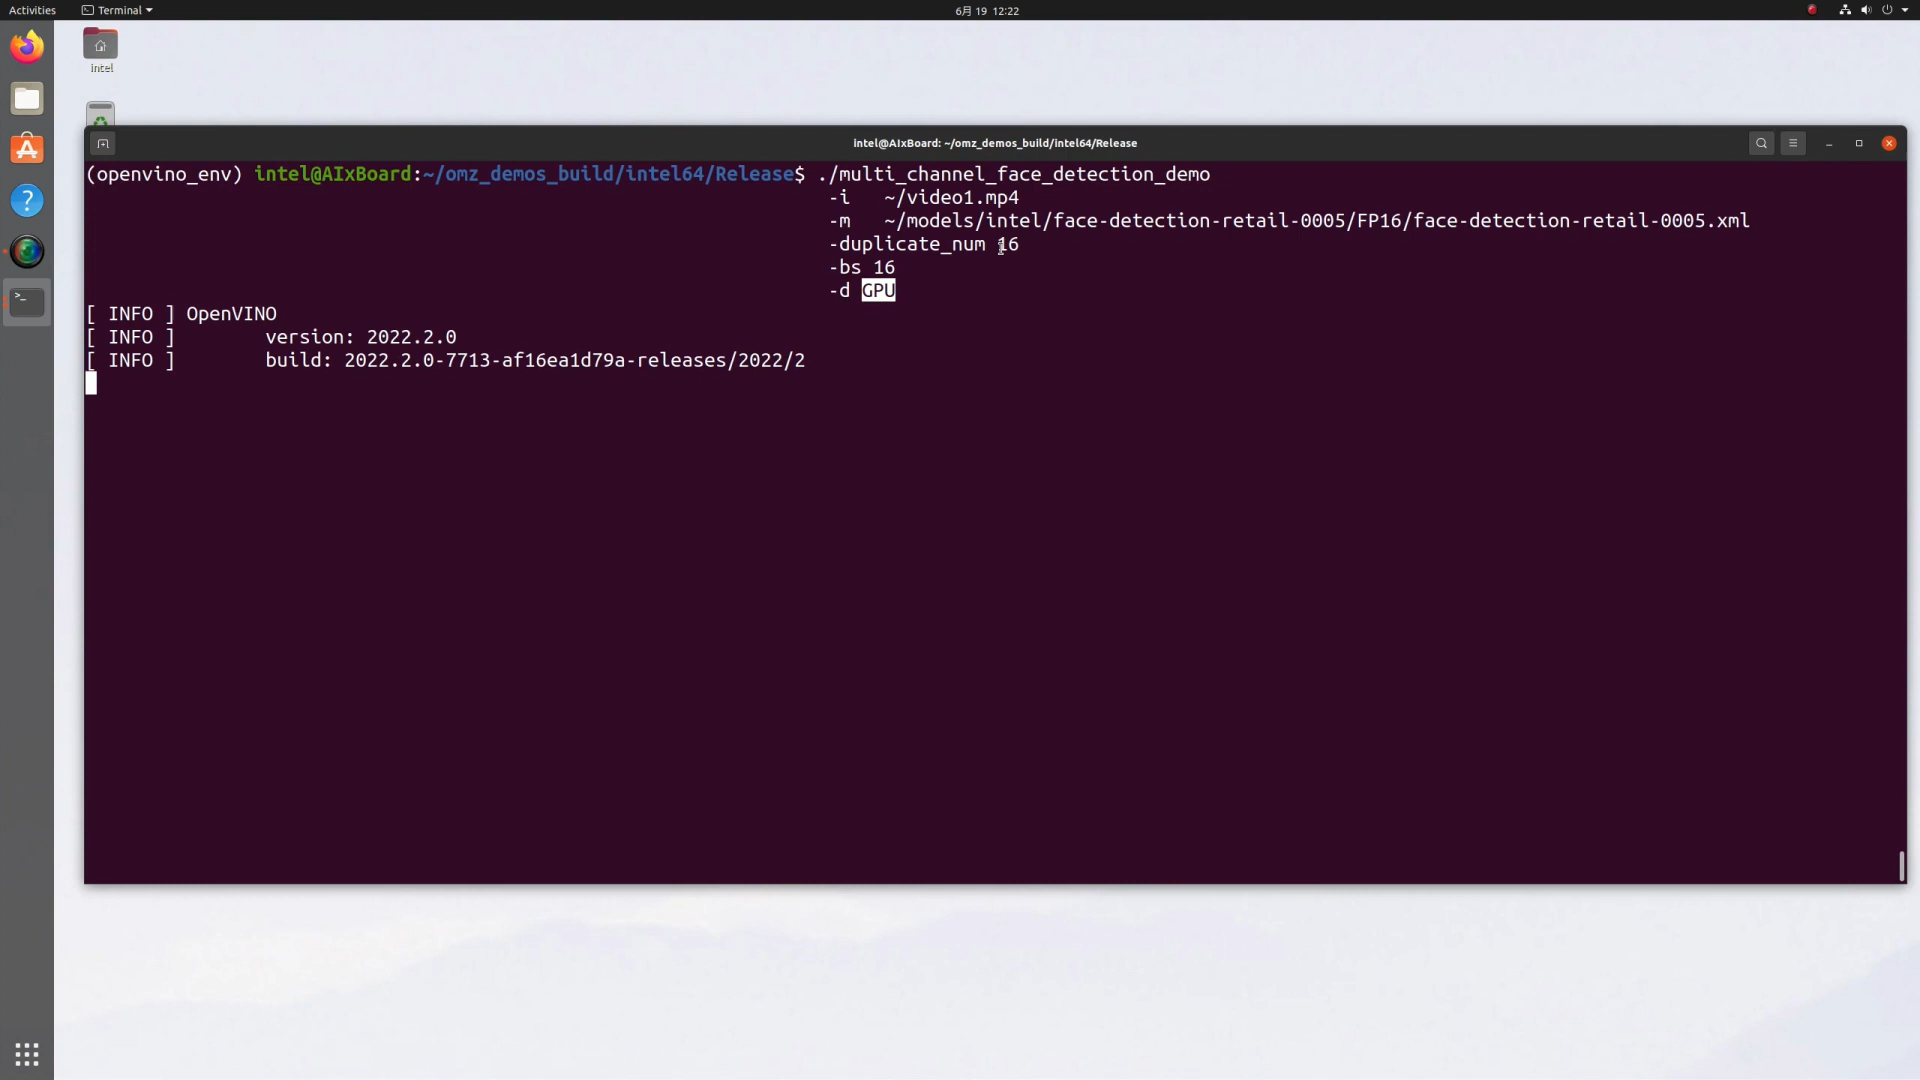 Activities Terminal 6月 19 12:22
intel
intel@AIxBoard: ~/omz_demos_build/intel64/Release
(openvino_env) intel@AIxBoard:~/omz_demos_build/intel64/Release$ ./multi_channel_face_detection_demo
-i ~/video1.mp4
-m ~/models/intel/face-detection-retail-0005/FP16/face-detection-retail-0005.xml
-duplicate_num 16
-bs 16
-d GPU
[ INFO ] OpenVINO
[ INFO ] version: 2022.2.0
[ INFO ] build: 2022.2.0-7713-af16ea1d79a-releases/2022/2